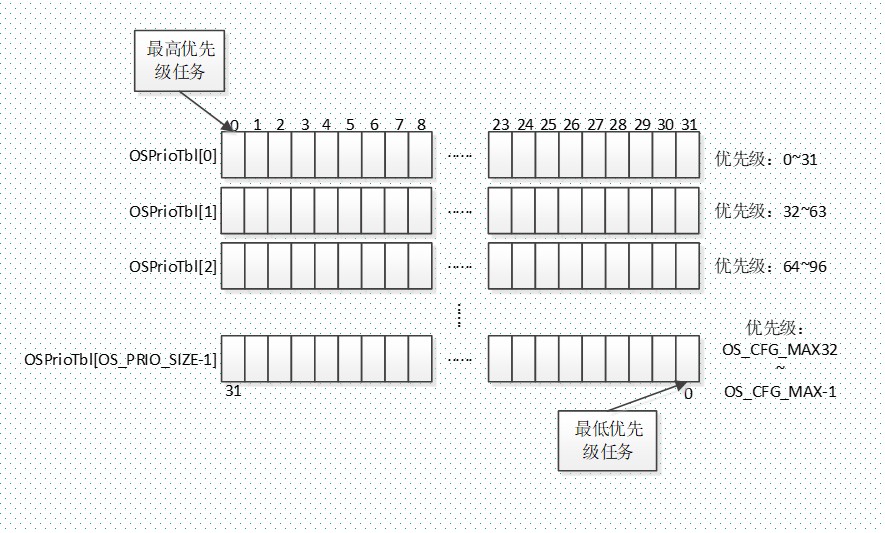 最高优先
级任务
0 1 2 3 4 5 6 7 8 23 24 25 26 27 28 29 30 31
OSPrioTbl[0] ...... 优先级：0~31
OSPrioTbl[1] ...... 优先级：32~63
OSPrioTbl[2] ...... 优先级：64~96
......
优先级：
OS_CFG_MAX32
~
OS_CFG_MAX-1
OSPrioTbl[OS_PRIO_SIZE-1] ......
31 0
最低优先
级任务